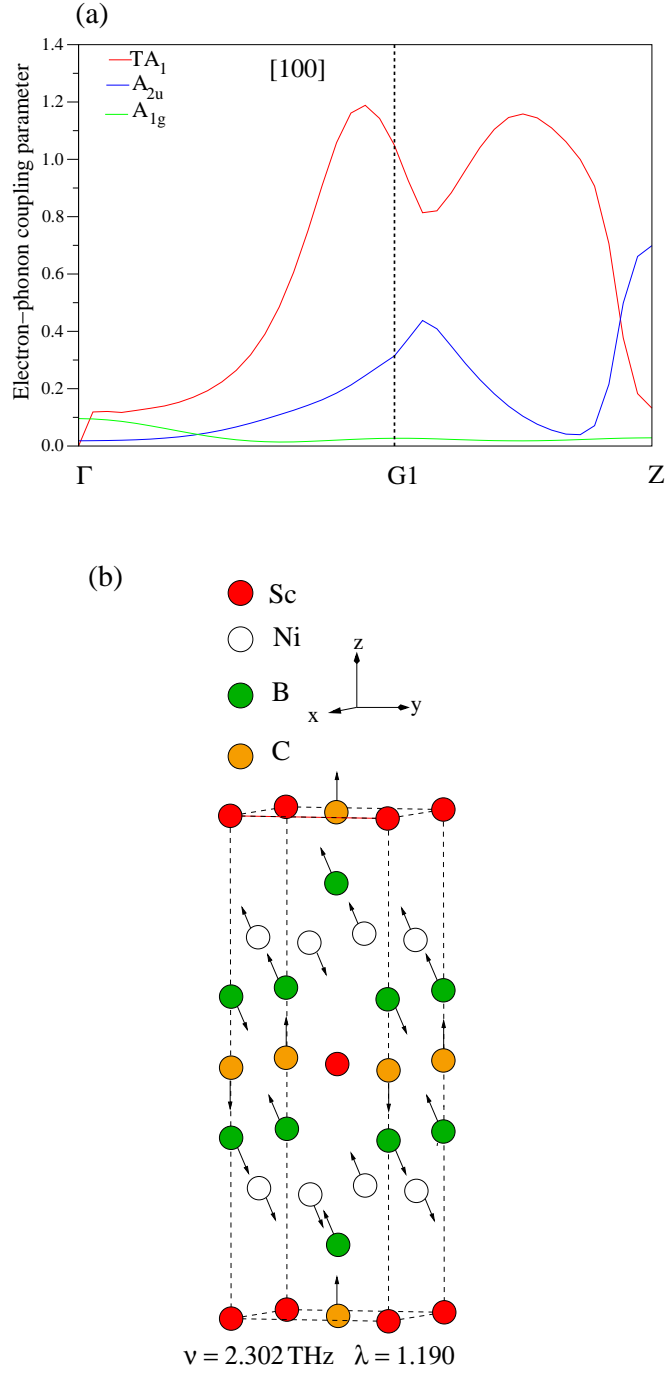 (a)
1.4
1.2
1.0
0.8
0.6
0.4
0.2
0.0
Electron−phonon coupling parameter
TA1
A2u
A1g
[100]
Γ
G1
Z
(b)
Sc
Ni
B
C
z
x
y
ν = 2.302 THz λ = 1.190